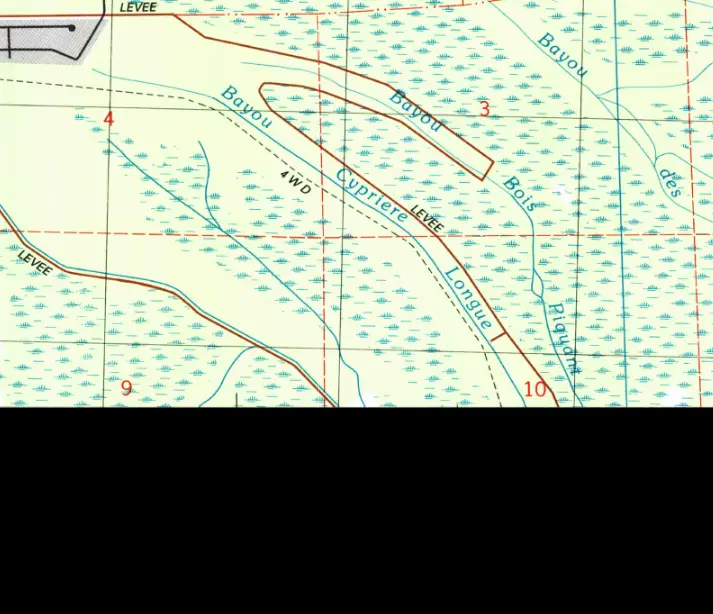 LEVEE
Bayou
4
Bayou
Bayou
3
4WD
Cypriere
Bois
des
LEVEE
LEVEE
Longue
Piquant
9
10